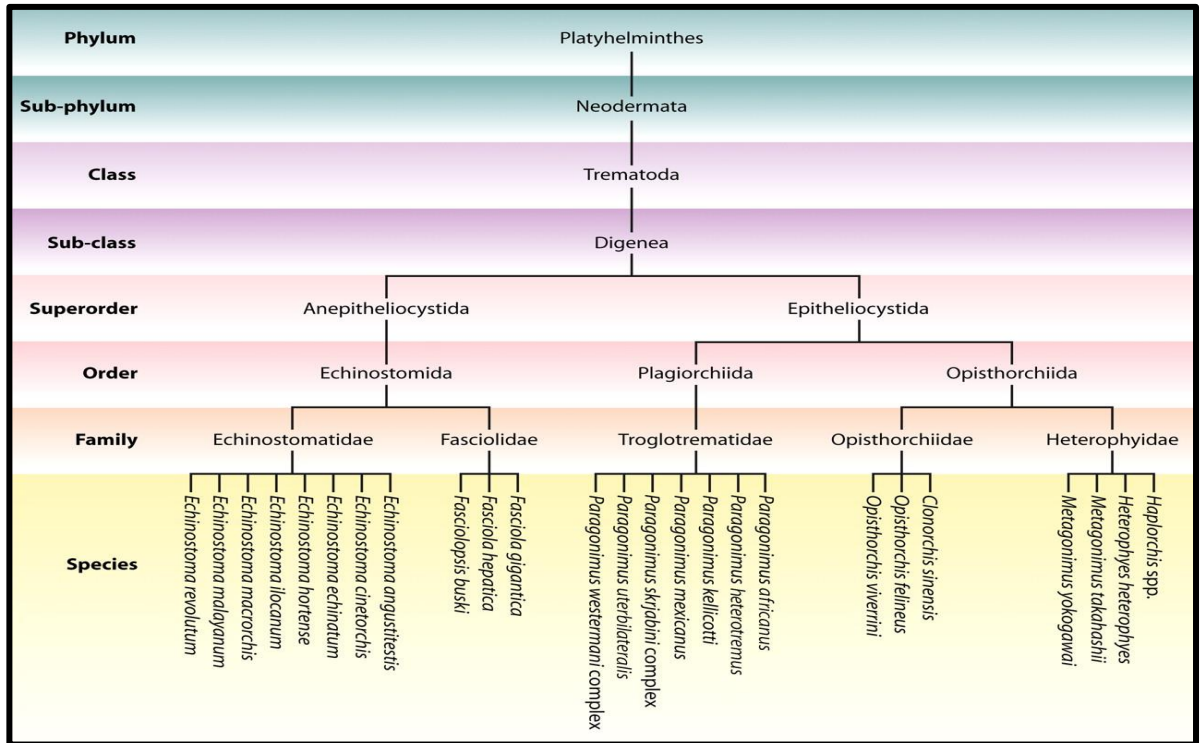 Phylum Platyhelminthes
Sub-phylum Neodermata
Class Trematoda
Sub-class Digenea
Superorder Anepitheliocystida Epitheliocystida
Order Echinostomida Plagiorchiida Opisthorchiida
Family Echinostomatidae Fasciolidae Troglotrematidae Opisthorchiidae Heterophyidae
Species
Echinostoma revolutum
Echinostoma malayanum
Echinostoma macrorchis
Echinostoma ilocanum
Echinostoma hortense
Echinostoma echinatum
Echinostoma cinetorchis
Echinostoma angustitestis
Fasciolopsis buski
Fasciola hepatica
Fasciola gigantica
Paragonimus westermani complex
Paragonimus uterbilateralis
Paragonimus skrjabini complex
Paragonimus mexicanus
Paragonimus kellicotti
Paragonimus heterotremus
Paragonimus africanus
Opisthorchis viverrini
Opisthorchis felineus
Clonorchis sinensis
Metagonimus yokogawai
Metagonimus takahashii
Heterophyes heterophyes
Haplorchis spp.